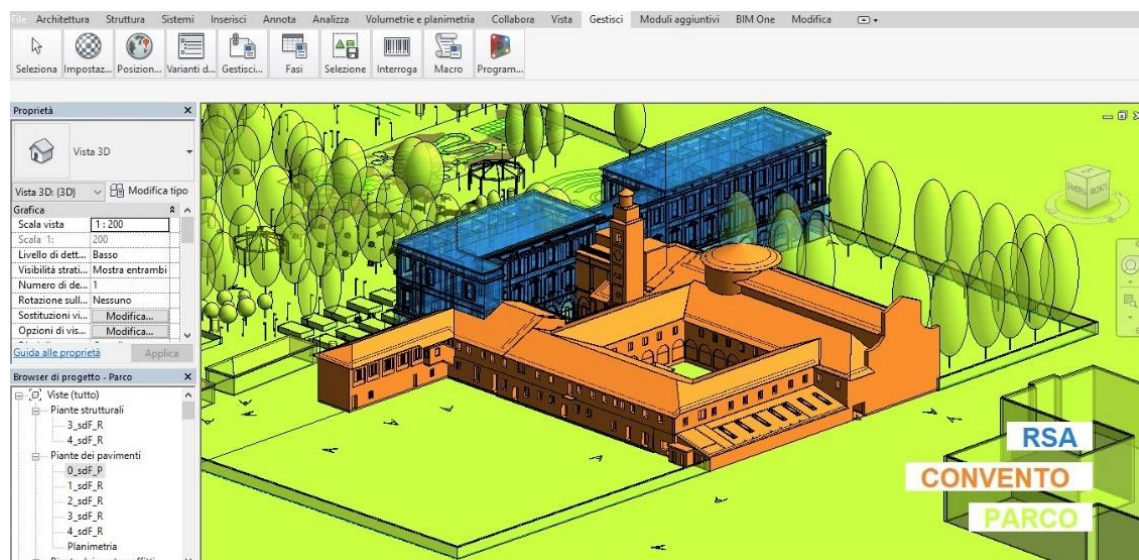 File Architettura Struttura Sistemi Inserisci Annota Analizza Volumetrie e planimetria Collabora Vista Gestisci Moduli aggiuntivi BIM One Modifica
Seleziona Impostaz... Posizion... Varianti d... Gestisci... Fasi Selezione Interroga Macro Program...
Proprietà
Vista 3D
Vista 3D: {3D} Modifica tipo
Grafica
Scala vista 1 : 200
Scala 1: 200
Livello di dett... Basso
Visibilità strati... Mostra entrambi
Numero di de... 1
Rotazione sull... Nessuno
Sostituzioni vi... Modifica...
Opzioni di vis... Modifica...
Guida alle proprietà Applica
Browser di progetto - Parco
Viste (tutto)
Piante strutturali
3_sdF_R
4_sdF_R
Piante dei pavimenti
0_sdF_P
1_sdF_R
2_sdF_R
3_sdF_R
4_sdF_R
Planimetria
RSA
CONVENTO
PARCO